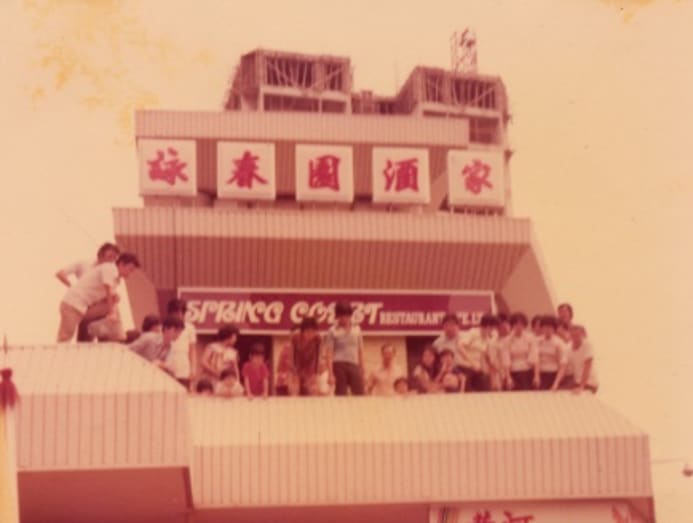 詠春園酒家
SPRING COURT RESTAURANT